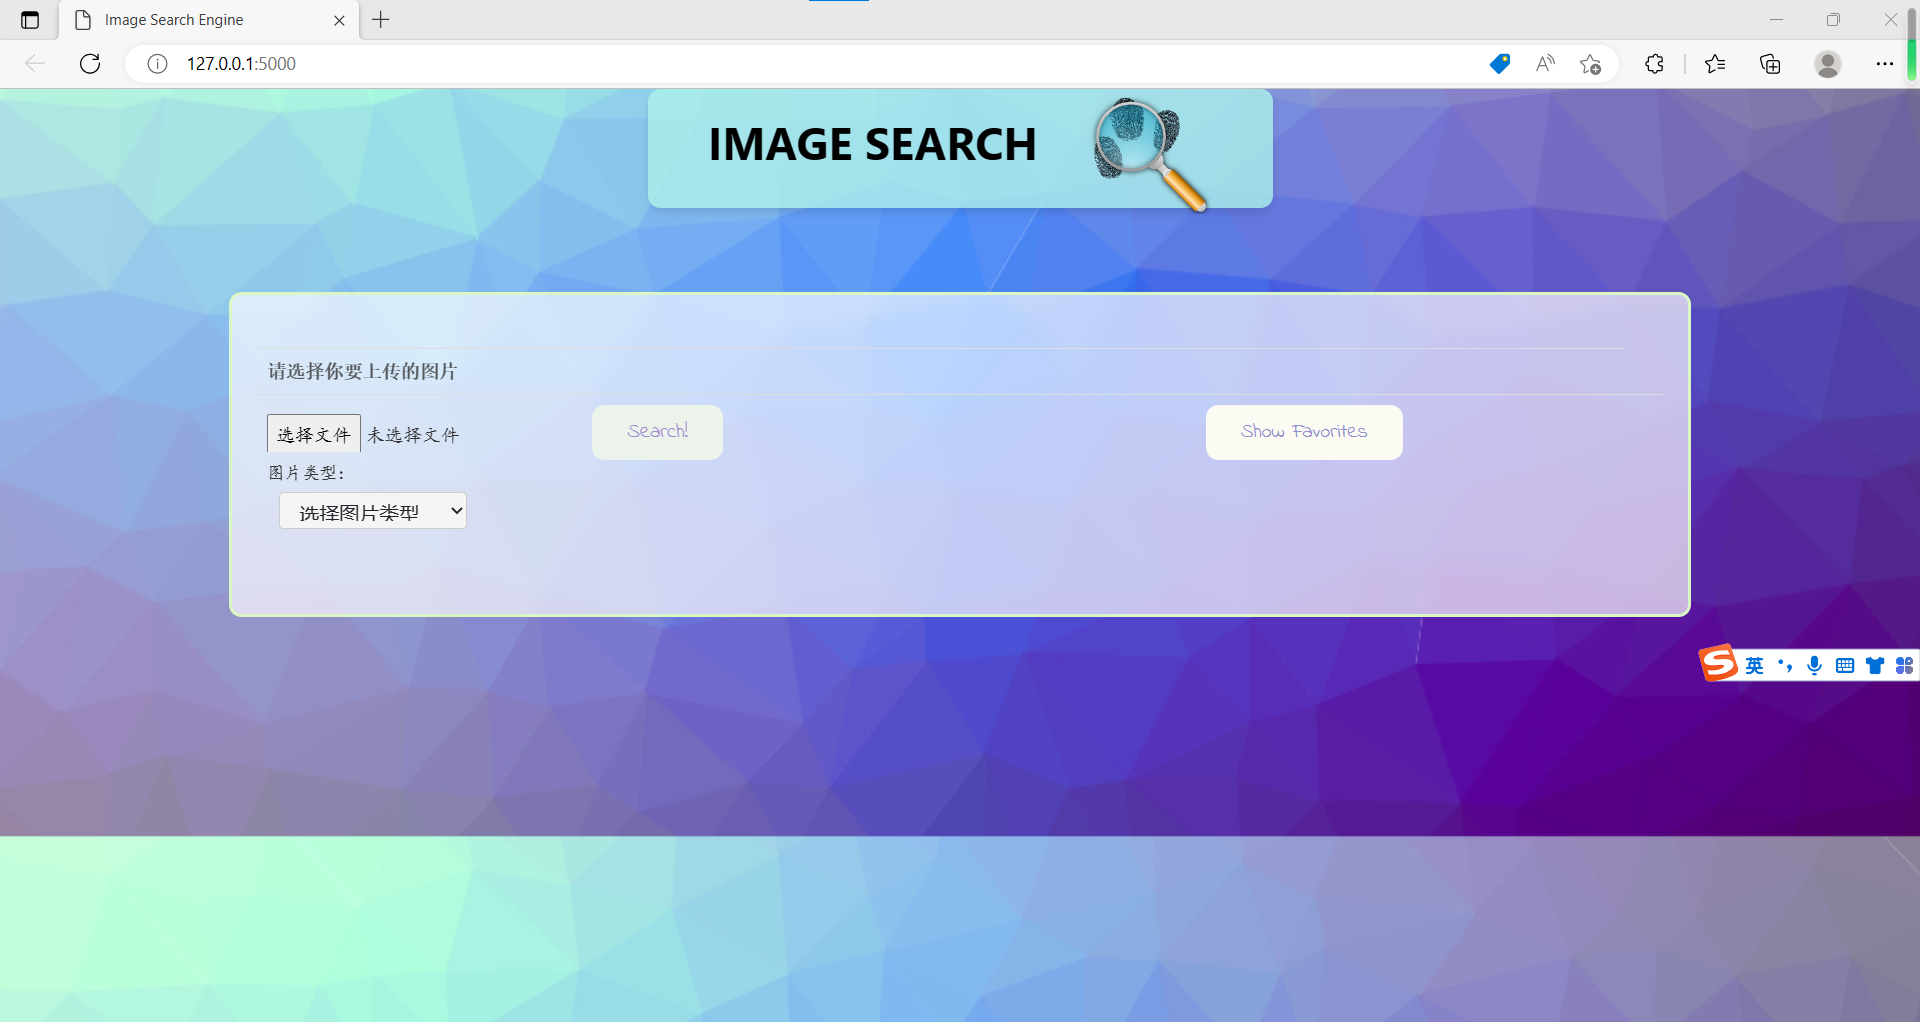 Image Search Engine
127.0.0.1:5000
IMAGE SEARCH
请选择你要上传的图片
选择文件 未选择文件
Search!
Show Favorites
图片类型：
选择图片类型
英